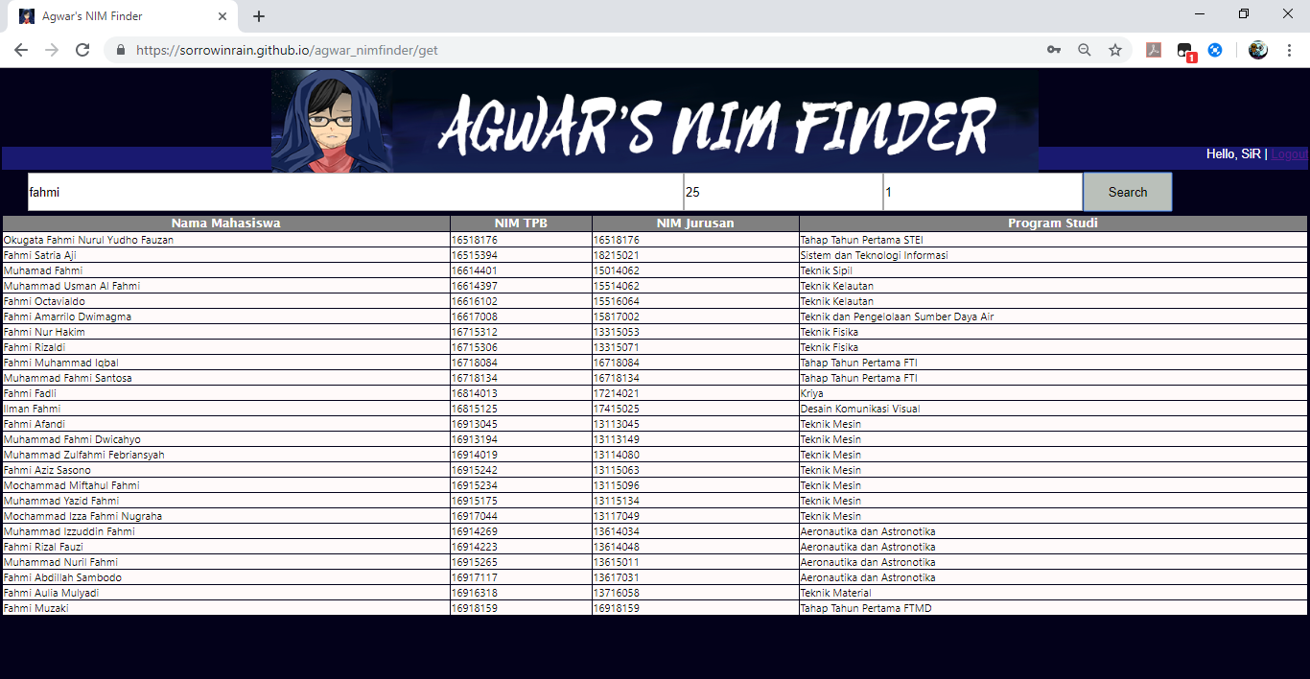 Agwar's NIM Finder
https://sorrowinrain.github.io/agwar_nimfinder/get
1
AGWAR'S NIM FINDER
Hello, SiR | Logout
fahmi 25 1 Search
Nama Mahasiswa NIM TPB NIM Jurusan Program Studi
Okugata Fahmi Nurul Yudho Fauzan 16518176 16518176 Tahap Tahun Pertama STEI
Fahmi Satria Aji 16515394 18215021 Sistem dan Teknologi Informasi
Muhamad Fahmi 16614401 15014062 Teknik Sipil
Muhammad Usman Al Fahmi 16614397 15514062 Teknik Kelautan
Fahmi Octavialdo 16616102 15516064 Teknik Kelautan
Fahmi Amarrilo Dwimagma 16617008 15817002 Teknik dan Pengelolaan Sumber Daya Air
Fahmi Nur Hakim 16715312 13315053 Teknik Fisika
Fahmi Rizaldi 16715306 13315071 Teknik Fisika
Fahmi Muhammad Iqbal 16718084 16718084 Tahap Tahun Pertama FTI
Muhammad Fahmi Santosa 16718134 16718134 Tahap Tahun Pertama FTI
Fahmi Fadli 16814013 17214021 Kriya
Ilman Fahmi 16815125 17415025 Desain Komunikasi Visual
Fahmi Afandi 16913045 13113045 Teknik Mesin
Muhammad Fahmi Dwicahyo 16913194 13113149 Teknik Mesin
Muhammad Zulfahmi Febriansyah 16914019 13114080 Teknik Mesin
Fahmi Aziz Sasono 16915242 13115063 Teknik Mesin
Mochammad Miftahul Fahmi 16915234 13115096 Teknik Mesin
Muhammad Yazid Fahmi 16915175 13115134 Teknik Mesin
Mochammad Izza Fahmi Nugraha 16917044 13117049 Teknik Mesin
Muhammad Izzuddin Fahmi 16914269 13614034 Aeronautika dan Astronotika
Fahmi Rizal Fauzi 16914223 13614048 Aeronautika dan Astronotika
Muhammad Nuril Fahmi 16915265 13615011 Aeronautika dan Astronotika
Fahmi Abdillah Sambodo 16917117 13617031 Aeronautika dan Astronotika
Fahmi Aulia Mulyadi 16916318 13716058 Teknik Material
Fahmi Muzaki 16918159 16918159 Tahap Tahun Pertama FTMD